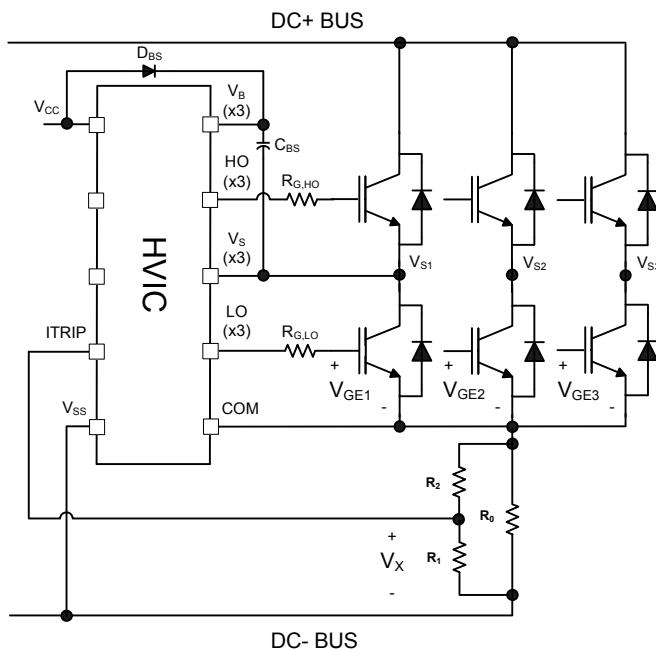 DC+ BUS
DBS
VCC
VB
(x3)
CBS
HO
(x3)
RG,HO
HVIC
VS
(x3)
VS1
VS2
ITRIP
LO
(x3)
RG,LO
+
VGE1
-
+
VGE2
-
+
VGE3
-
VSS
COM
R2
R0
+
VX
-
R1
DC- BUS